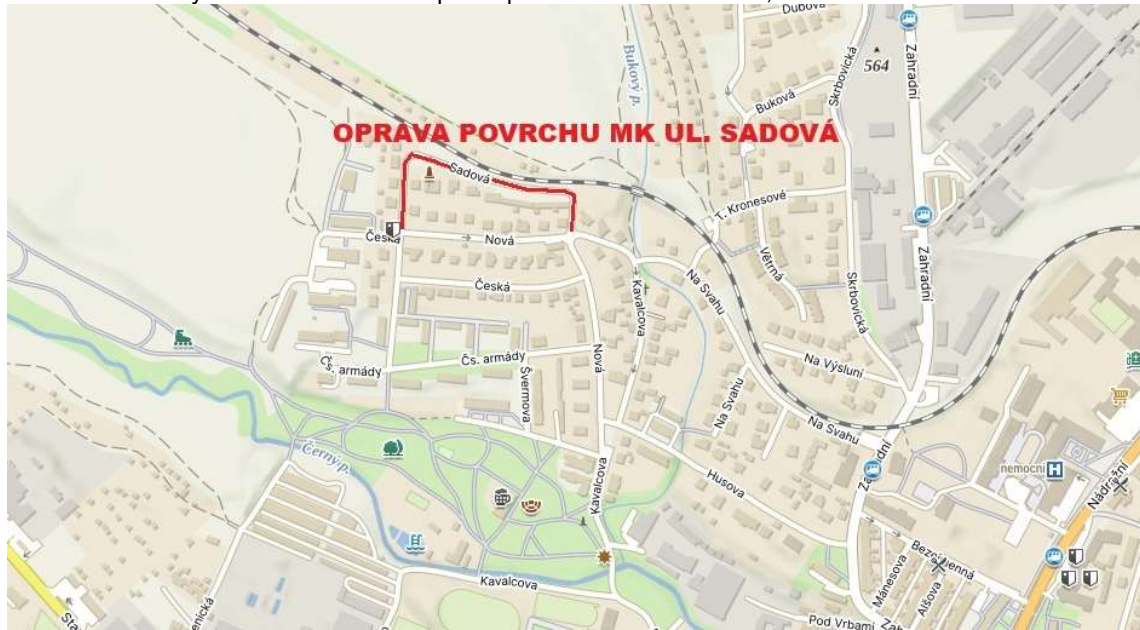 Dubová
Zahradní
Skrbovická
564
Bukový p.
Buková
OPRAVA POVRCHU MK UL. SADOVÁ
Sadová
T. Kronesové
Česká
Nová
Větrná
Zahradní
Na Svahu
Skrbovická
Česká
Kavalcova
Nová
Čs. armády
Čs. armády
Švermova
Na Výsluní
Na Svahu
Na Svahu
Černý p.
Kavalcova
Husova
Zahradní
nemocni
H
Nádražní
Bezručenná
Mánesova
Alšova
Kavalcova
Pod Vrbami